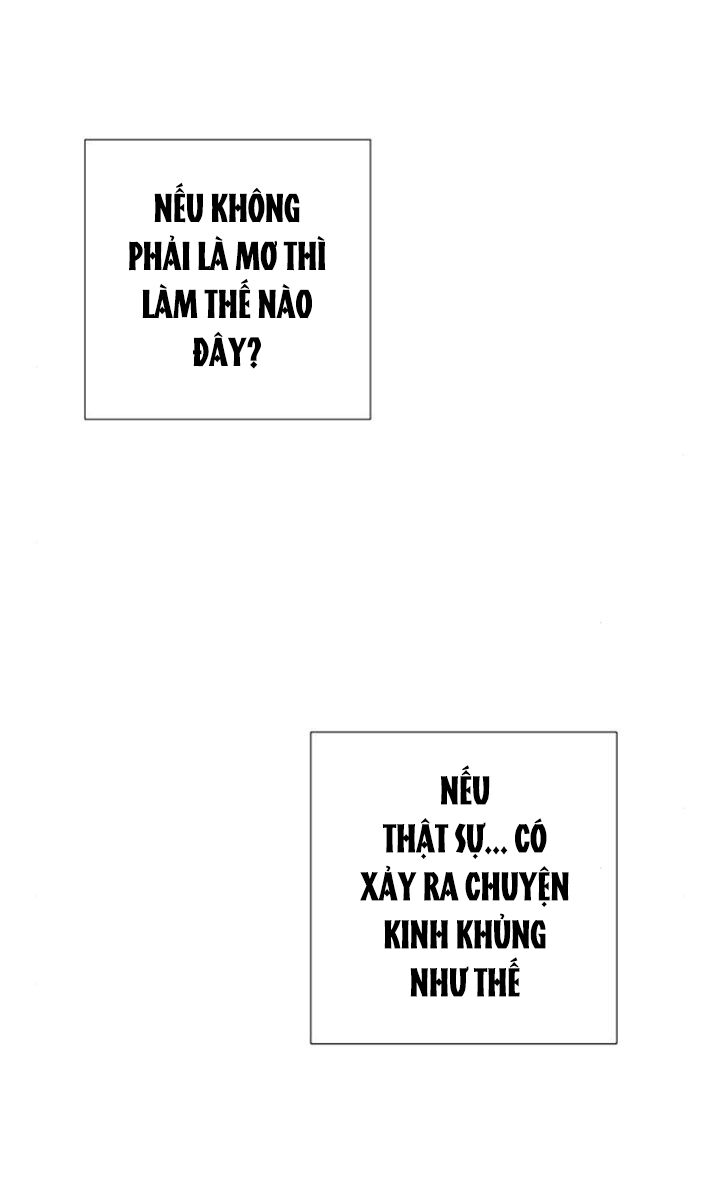 NẾU KHÔNG
PHẢI LÀ MƠ THÌ
LÀM THẾ NÀO
ĐÂY?
NẾU
THẬT SỰ... CÓ
XẢY RA CHUYỆN
KINH KHỦNG
NHƯ THẾ